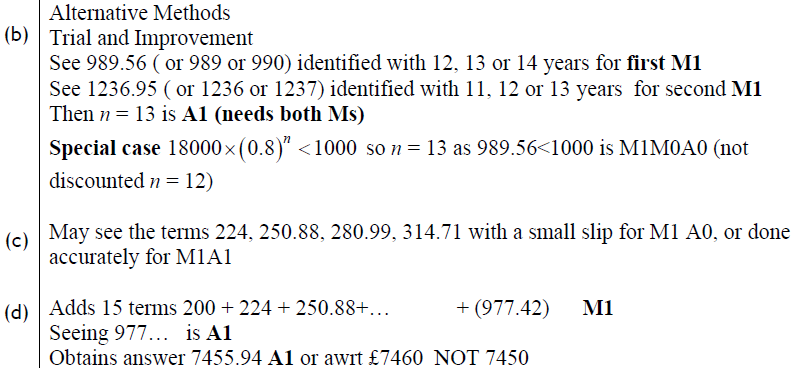 Alternative Methods
(b) Trial and Improvement
See 989.56 ( or 989 or 990) identified with 12, 13 or 14 years for first M1
See 1236.95 ( or 1236 or 1237) identified with 11, 12 or 13 years for second M1
Then n = 13 is A1 (needs both Ms)
Special case 18000×(0.8)ⁿ <1000 so n = 13 as 989.56<1000 is M1M0A0 (not
discounted n = 12)
(c) May see the terms 224, 250.88, 280.99, 314.71 with a small slip for M1 A0, or done
accurately for M1A1
(d) Adds 15 terms 200 + 224 + 250.88+… + (977.42) M1
Seeing 977… is A1
Obtains answer 7455.94 A1 or awrt £7460 NOT 7450